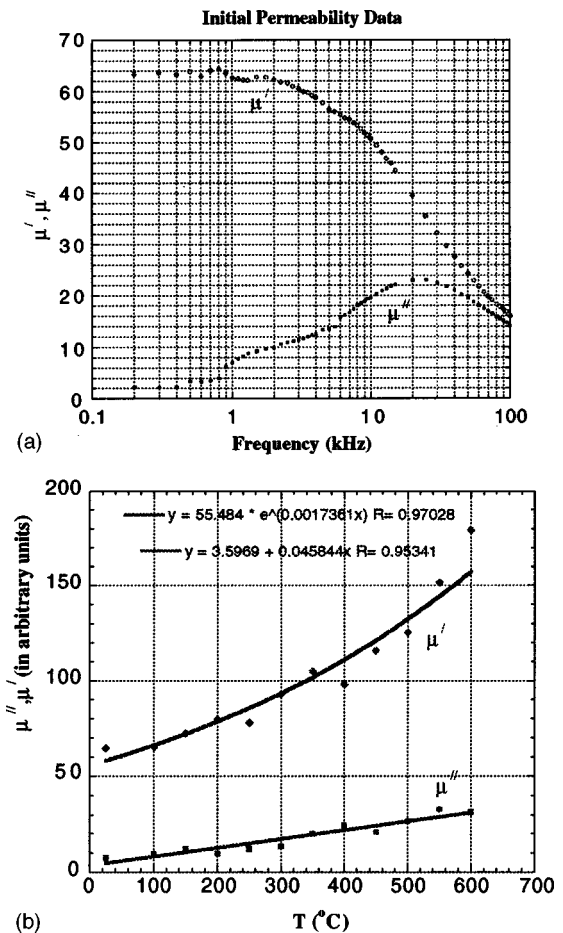 Initial Permeability Data
70
60
50
40
30
20
10
0
μ′, μ″
μ′
μ″
0.1
1
10
100
(a)
Frequency (kHz)
200
150
100
50
0
μ″, μ′ (in arbitrary units)
y = 55.484 * e^(0.0017361x) R= 0.97028
y = 3.5969 + 0.045844x R= 0.95341
μ′
μ″
0 100 200 300 400 500 600 700
(b)
T (°C)